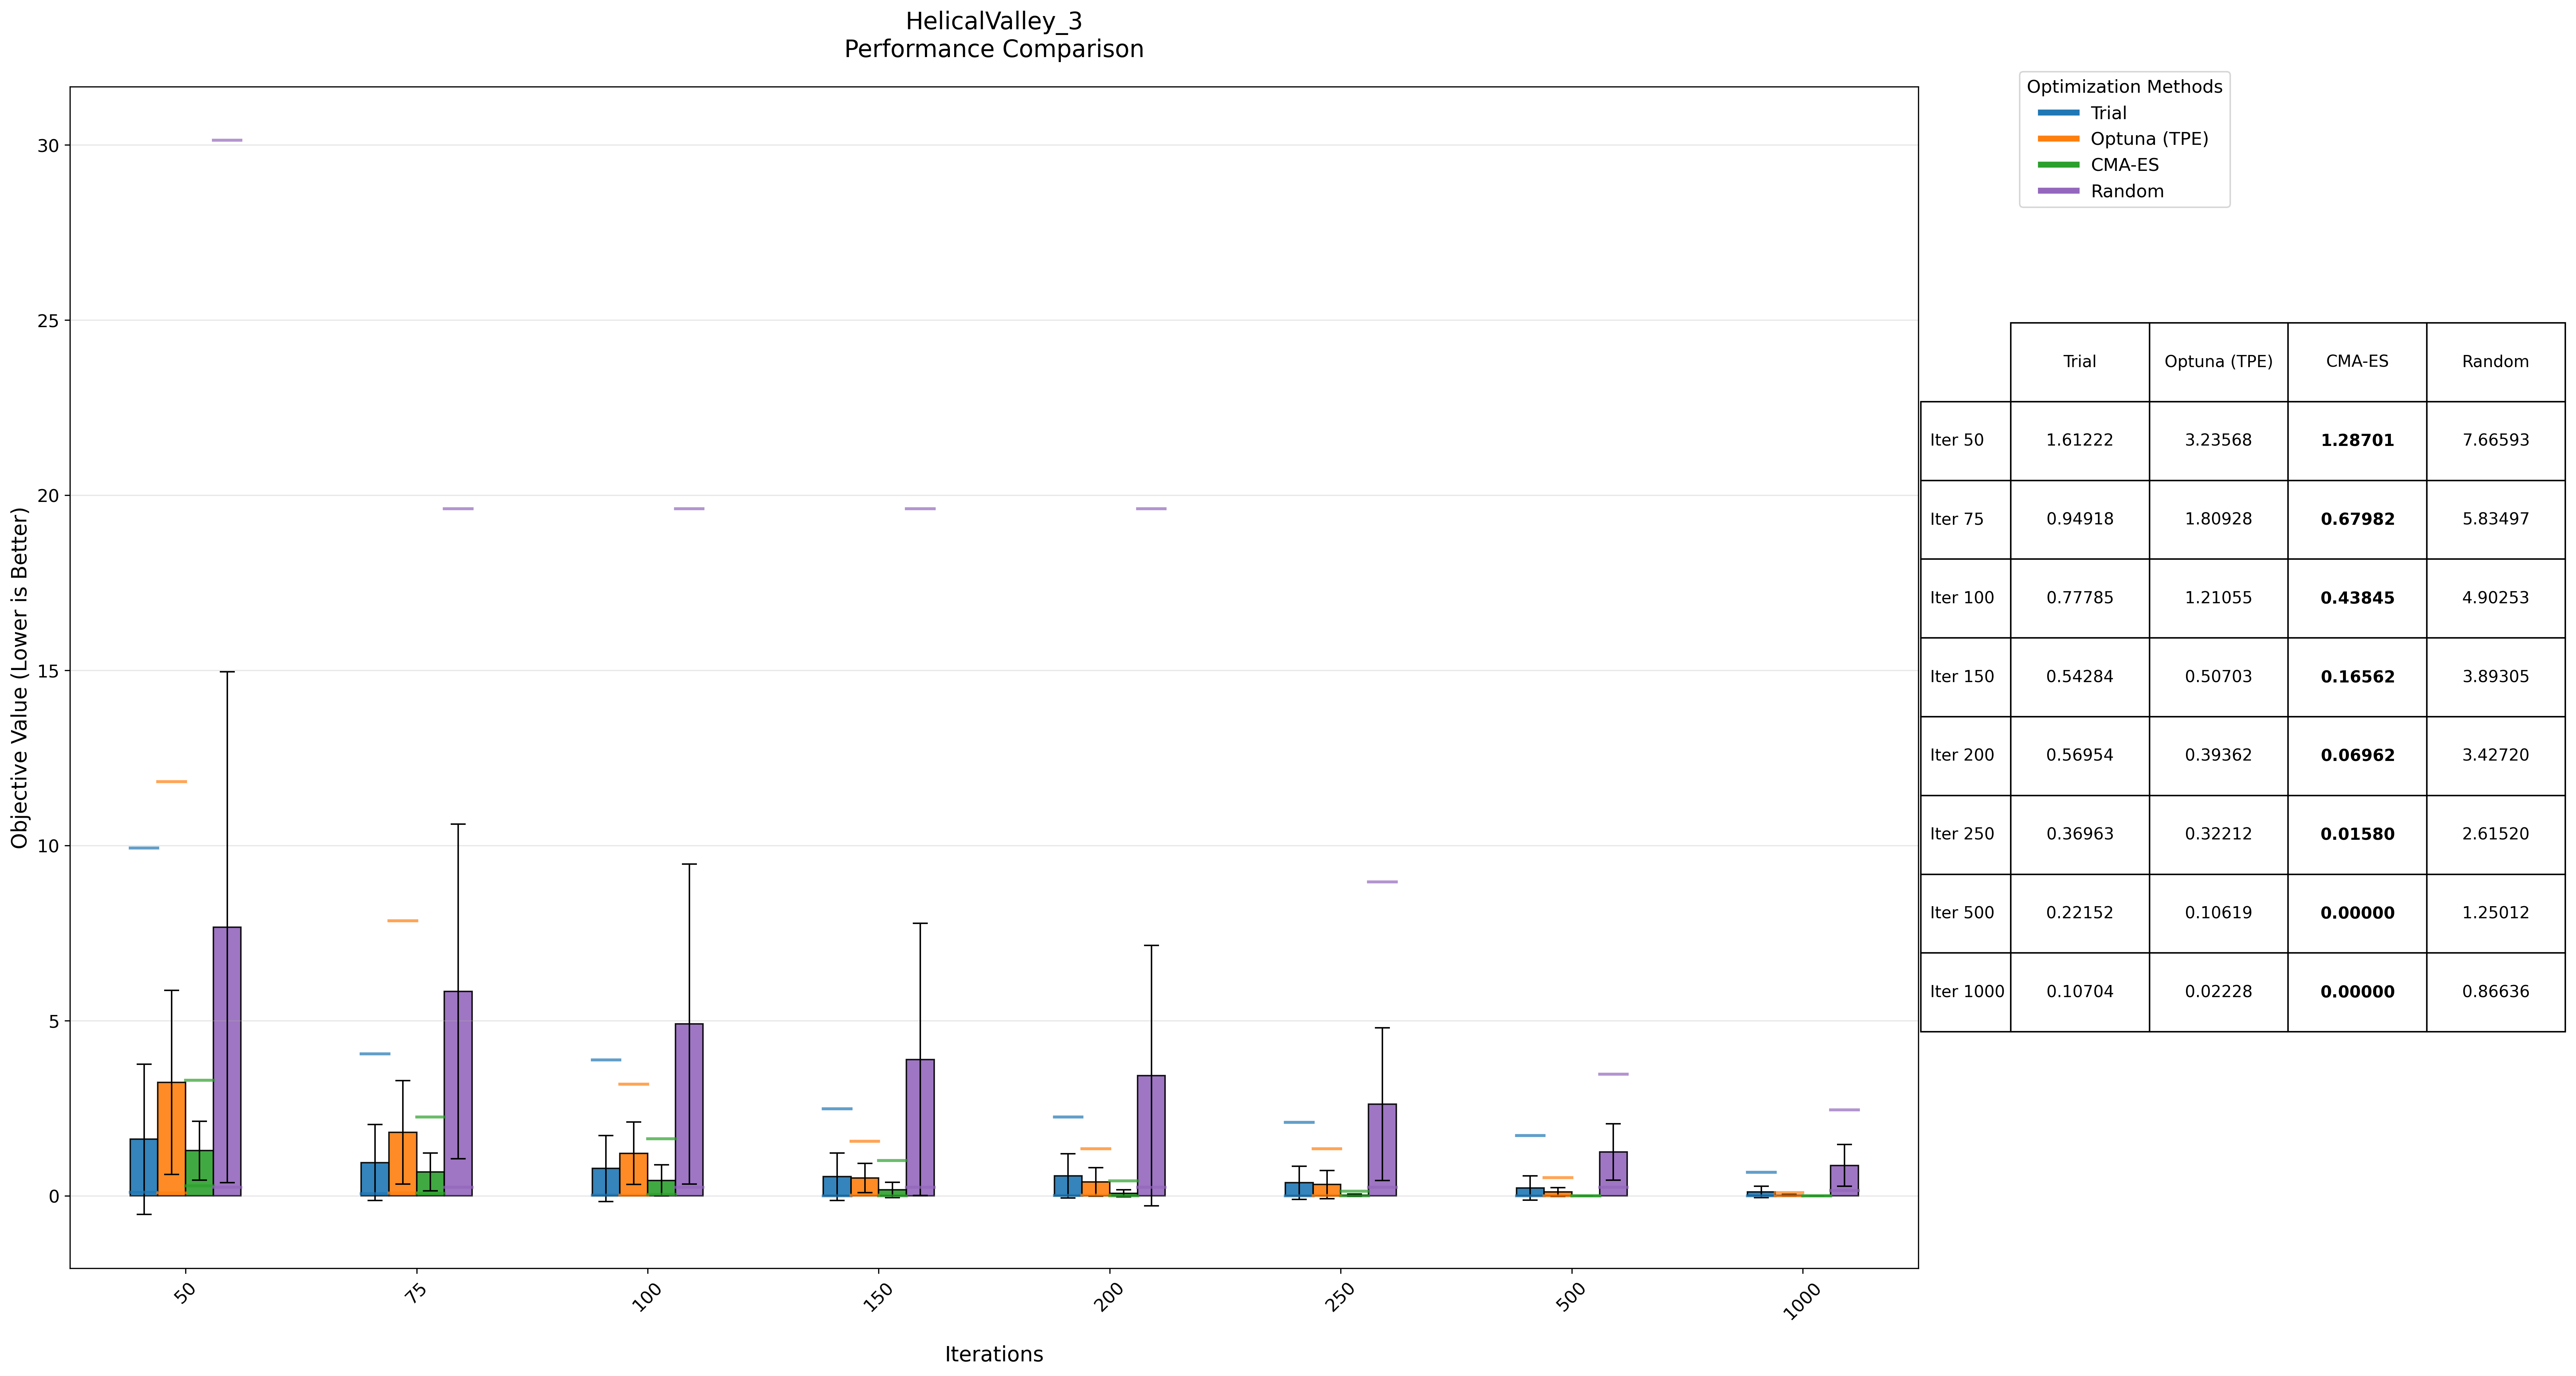 HelicalValley_3
Performance Comparison
Objective Value (Lower is Better)
30
25
20
15
10
5
0
50
75
100
150
200
250
500
1000
Iterations
Optimization Methods
Trial
Optuna (TPE)
CMA-ES
Random
Trial Optuna (TPE) CMA-ES Random
Iter 50 1.61222 3.23568 1.28701 7.66593
Iter 75 0.94918 1.80928 0.67982 5.83497
Iter 100 0.77785 1.21055 0.43845 4.90253
Iter 150 0.54284 0.50703 0.16562 3.89305
Iter 200 0.56954 0.39362 0.06962 3.42720
Iter 250 0.36963 0.32212 0.01580 2.61520
Iter 500 0.22152 0.10619 0.00000 1.25012
Iter 1000 0.10704 0.02228 0.00000 0.86636